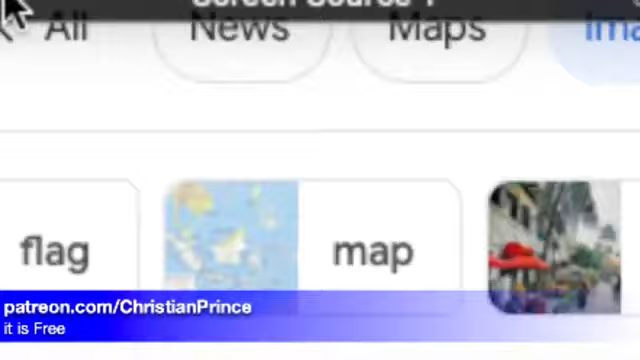 All News Maps
flag map
patreon.com/ChristianPrince
it is Free